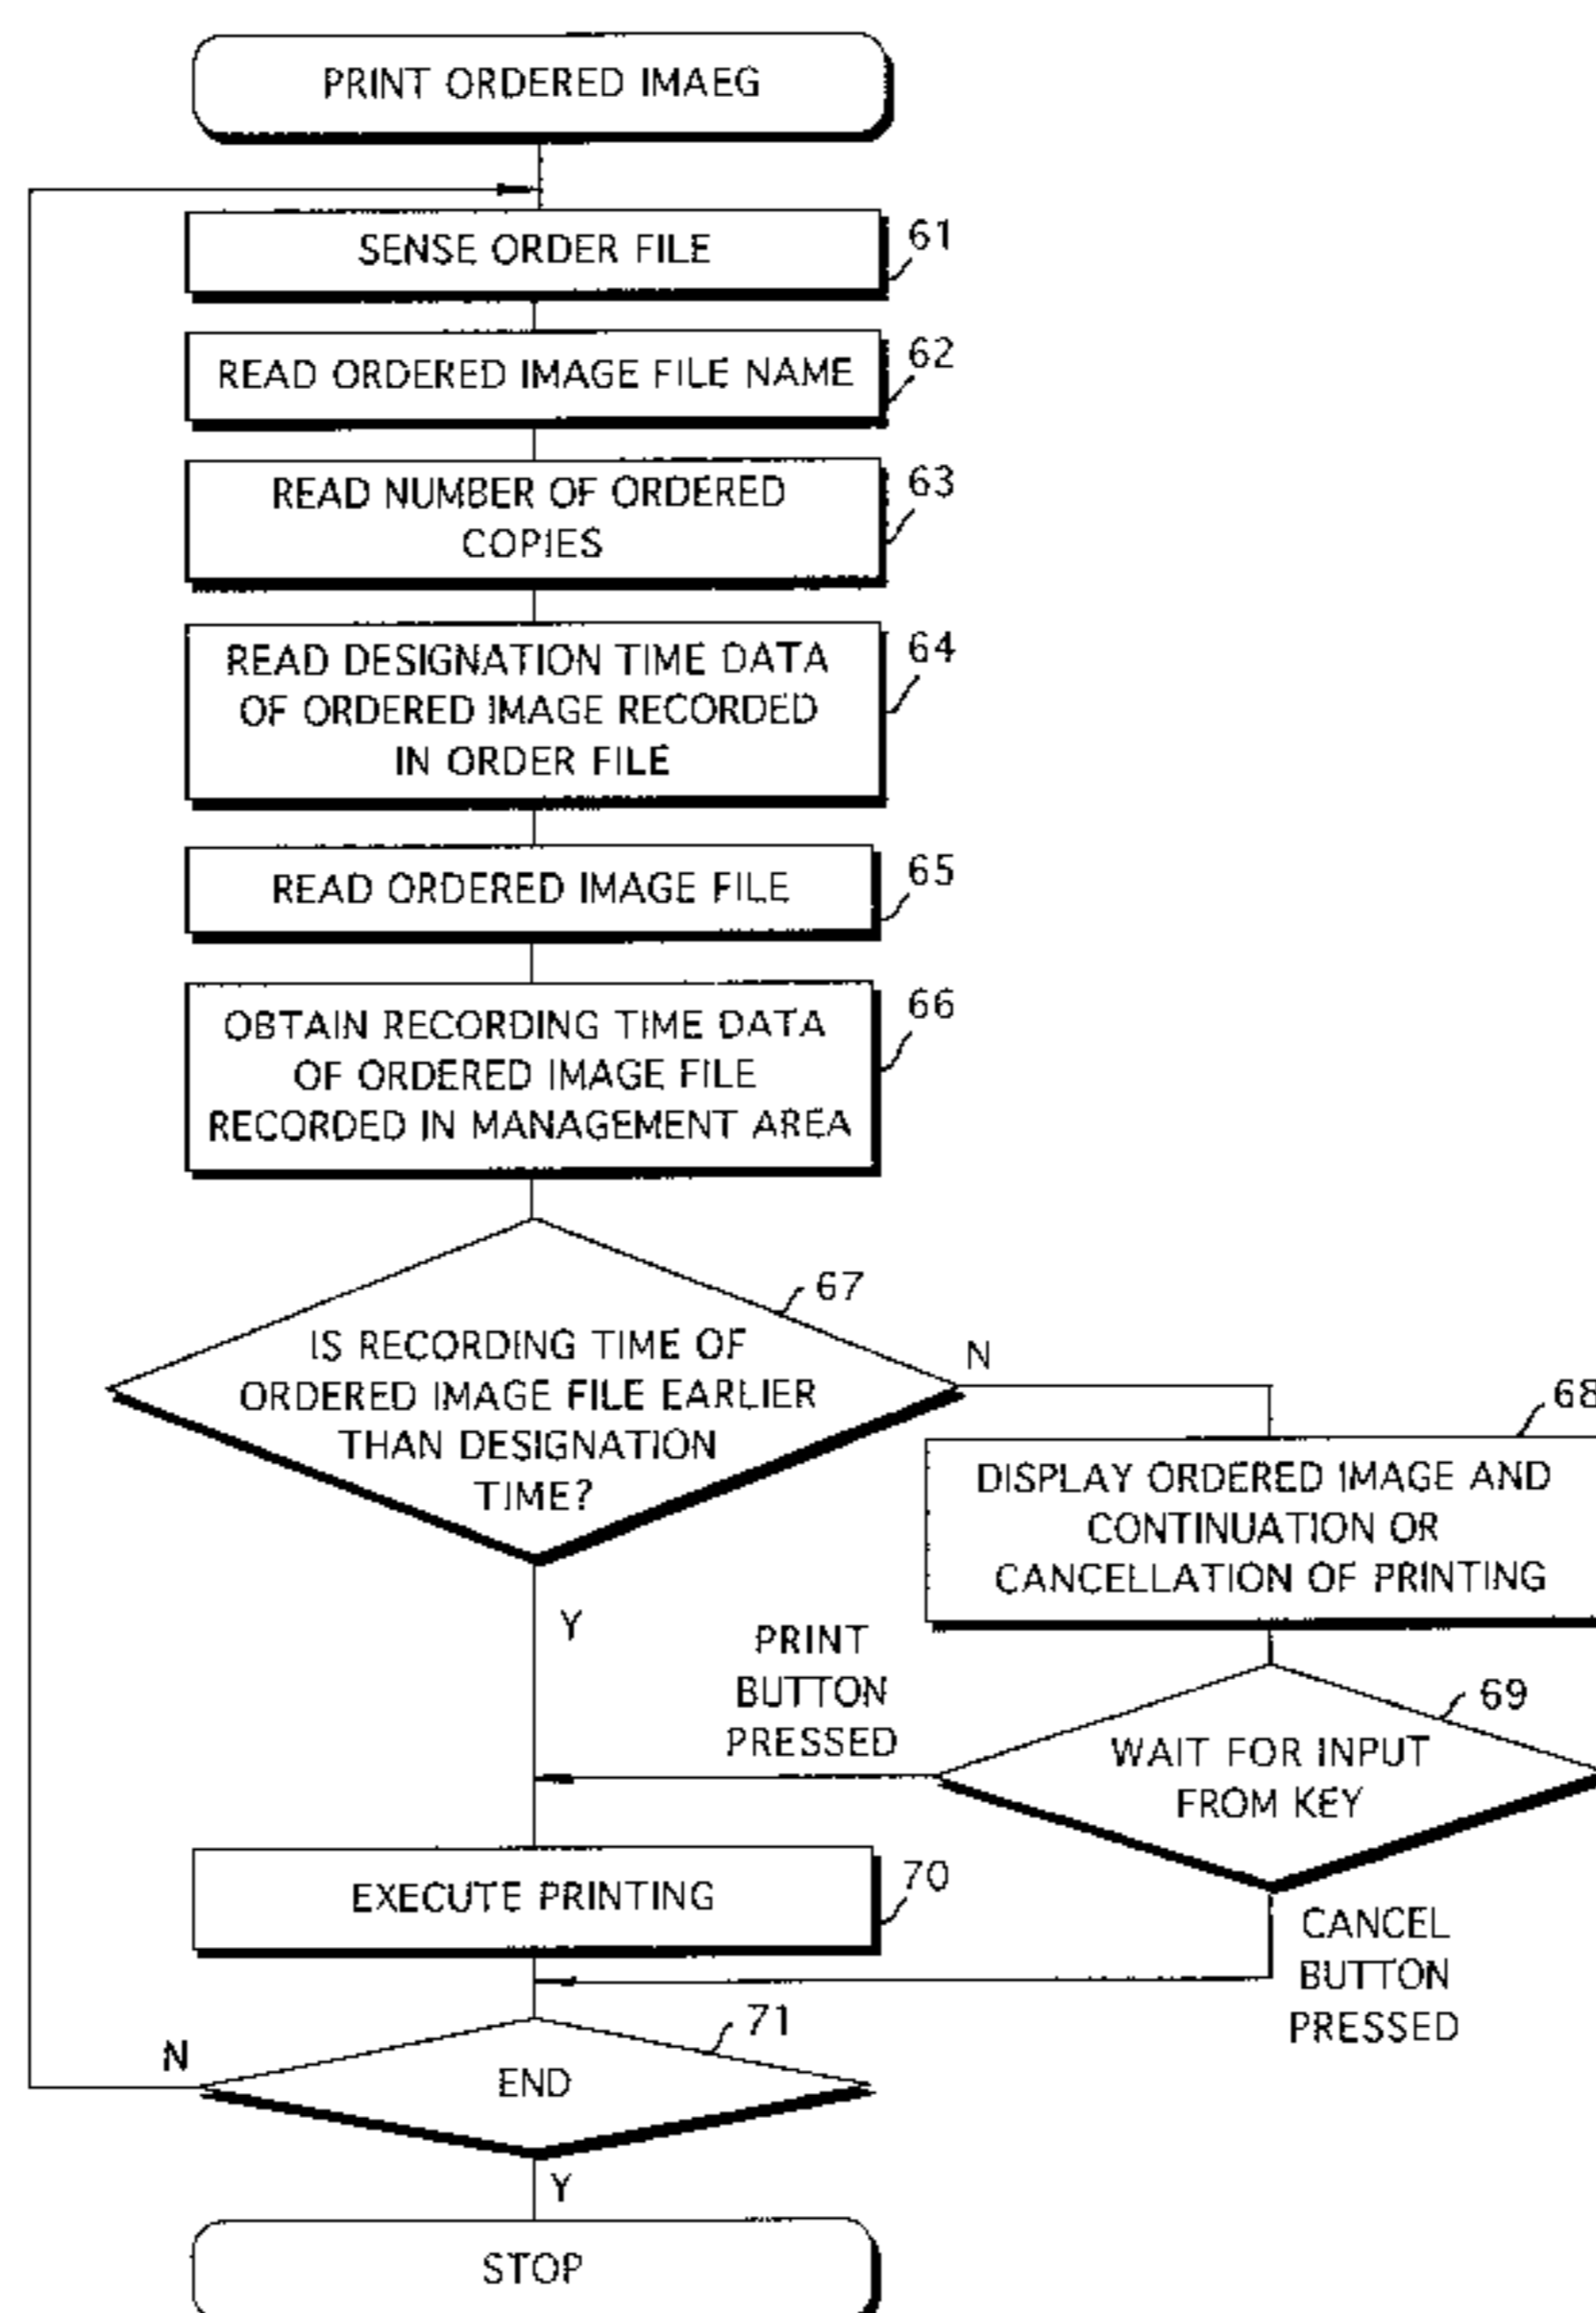 PRINT ORDERED IMAEG
SENSE ORDER FILE
61
READ ORDERED IMAGE FILE NAME
62
READ NUMBER OF ORDERED
COPIES
63
READ DESIGNATION TIME DATA
OF ORDERED IMAGE RECORDED
IN ORDER FILE
64
READ ORDERED IMAGE FILE
65
OBTAIN RECORDING TIME DATA
OF ORDERED IMAGE FILE
RECORDED IN MANAGEMENT AREA
66
67
IS RECORDING TIME OF
ORDERED IMAGE FILE EARLIER
THAN DESIGNATION
TIME?
N
68
DISPLAY ORDERED IMAGE AND
CONTINUATION OR
CANCELLATION OF PRINTING
Y
PRINT
BUTTON
PRESSED
69
WAIT FOR INPUT
FROM KEY
EXECUTE PRINTING
70
CANCEL
BUTTON
PRESSED
71
N
END
Y
STOP